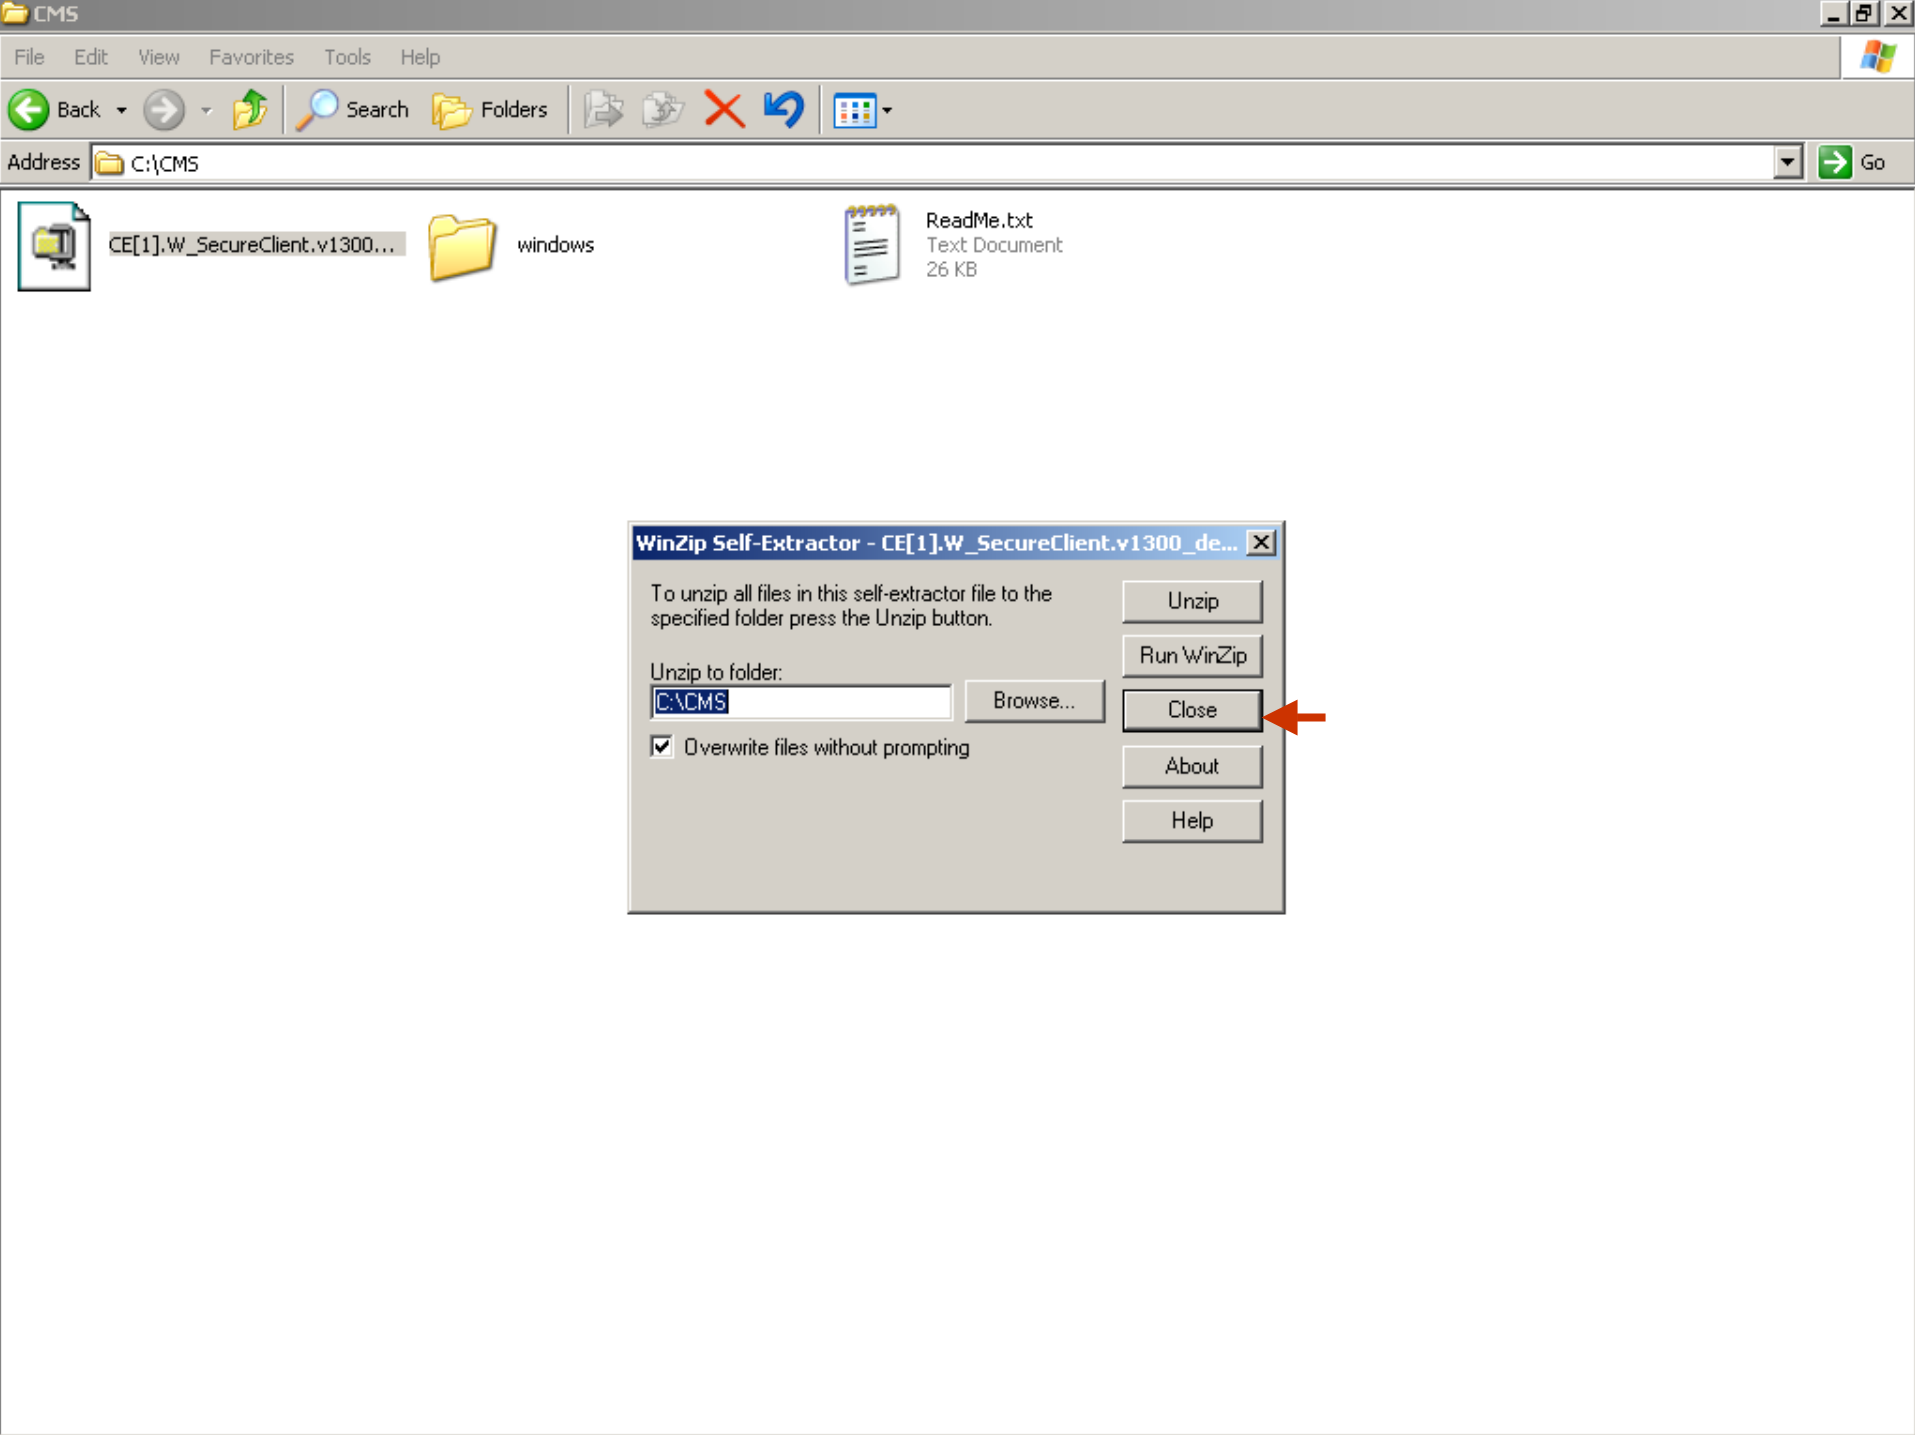 CMS
File Edit View Favorites Tools Help
Back Search Folders
Address C:\CMS Go
CE[1].W_SecureClient.v1300...
windows
ReadMe.txt
Text Document
26 KB
WinZip Self-Extractor - CE[1].W_SecureClient.v1300_de...
To unzip all files in this self-extractor file to the
specified folder press the Unzip button.
Unzip to folder:
C:\CMS
Browse...
Overwrite files without prompting
Unzip
Run WinZip
Close
About
Help